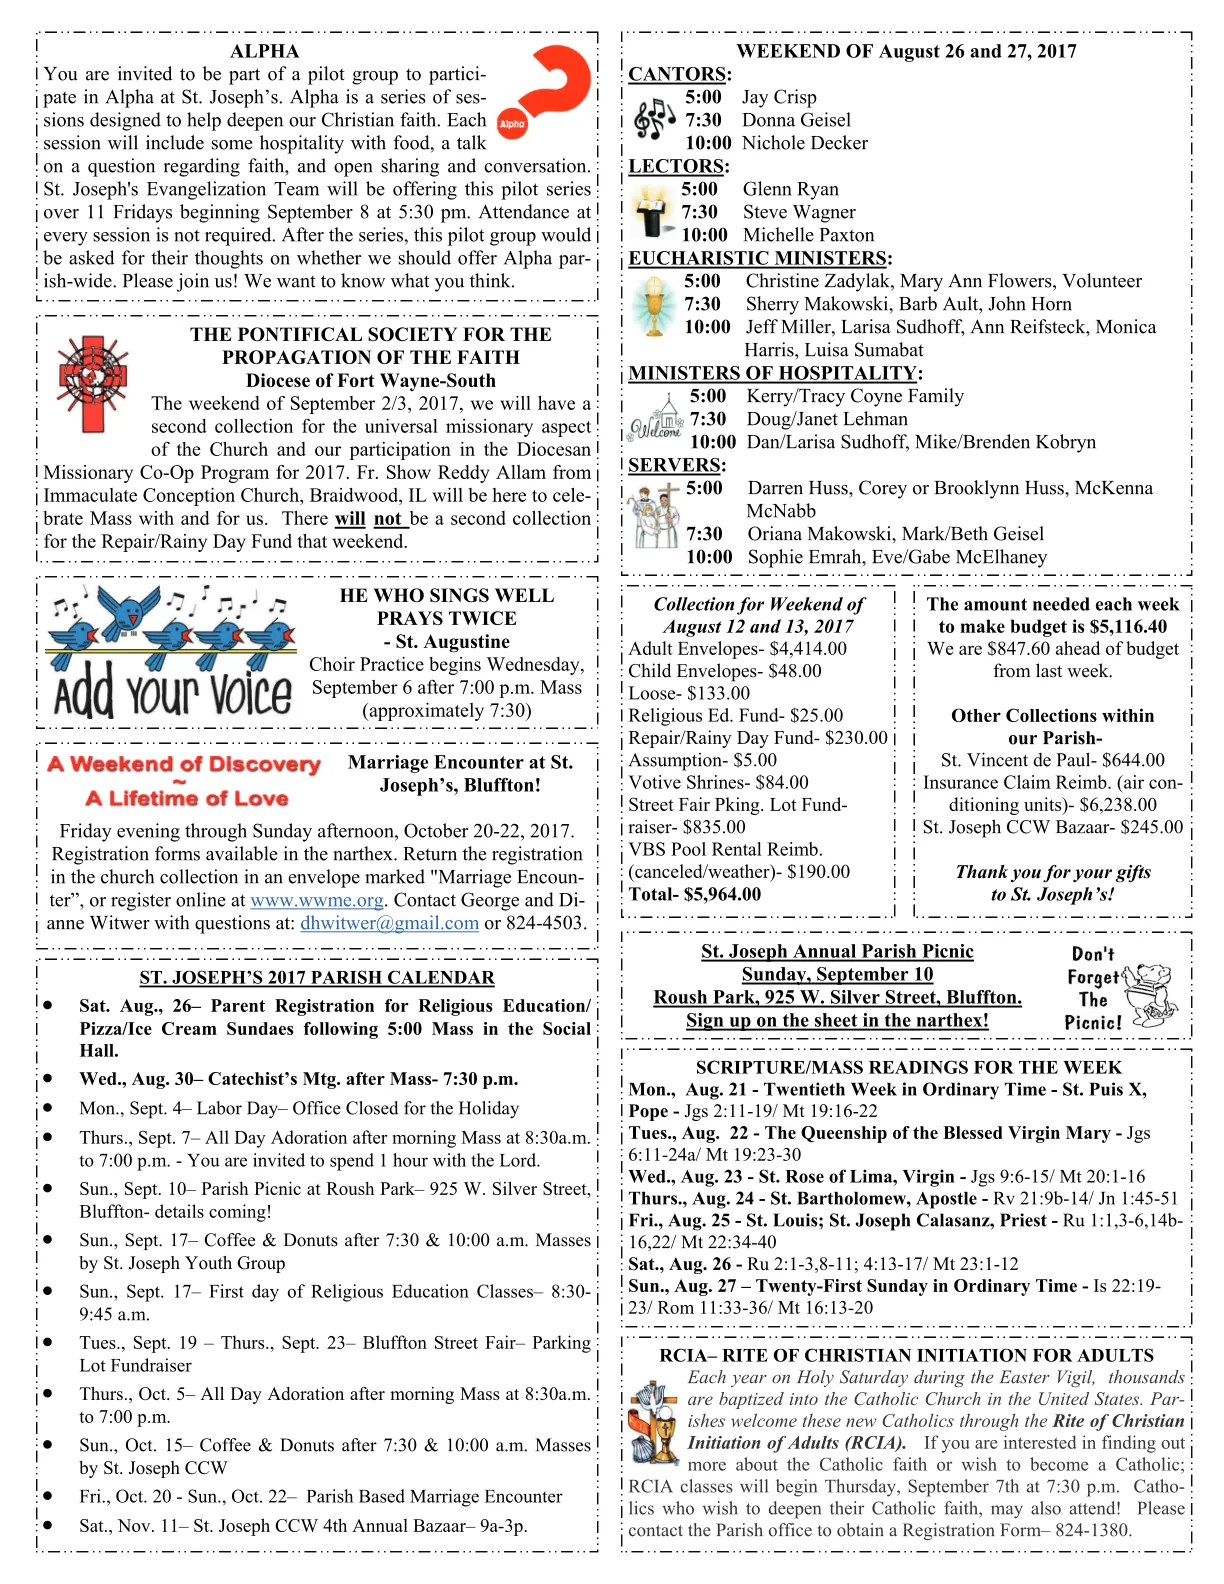 ALPHA
You are invited to be part of a pilot group to partici-
pate in Alpha at St. Joseph’s. Alpha is a series of ses-
sions designed to help deepen our Christian faith. Each
session will include some hospitality with food, a talk
on a question regarding faith, and open sharing and conversation.
St. Joseph's Evangelization Team will be offering this pilot series
over 11 Fridays beginning September 8 at 5:30 pm. Attendance at
every session is not required. After the series, this pilot group would
be asked for their thoughts on whether we should offer Alpha par-
ish-wide. Please join us! We want to know what you think.
Alpha
THE PONTIFICAL SOCIETY FOR THE
PROPAGATION OF THE FAITH
Diocese of Fort Wayne-South
The weekend of September 2/3, 2017, we will have a
second collection for the universal missionary aspect
of the Church and our participation in the Diocesan
Missionary Co-Op Program for 2017. Fr. Show Reddy Allam from
Immaculate Conception Church, Braidwood, IL will be here to cele-
brate Mass with and for us.  There will not be a second collection
for the Repair/Rainy Day Fund that weekend.
Add your voice
HE WHO SINGS WELL
PRAYS TWICE
- St. Augustine
Choir Practice begins Wednesday,
September 6 after 7:00 p.m. Mass
(approximately 7:30)
A Weekend of Discovery
~
A Lifetime of Love
Marriage Encounter at St.
Joseph’s, Bluffton!
Friday evening through Sunday afternoon, October 20-22, 2017.
Registration forms available in the narthex. Return the registration
in the church collection in an envelope marked "Marriage Encoun-
ter”, or register online at www.wwme.org. Contact George and Di-
anne Witwer with questions at: dhwitwer@gmail.com or 824-4503.
ST. JOSEPH’S 2017 PARISH CALENDAR
• Sat. Aug., 26– Parent Registration for Religious Education/
Pizza/Ice Cream Sundaes following 5:00 Mass in the Social
Hall.
• Wed., Aug. 30– Catechist’s Mtg. after Mass- 7:30 p.m.
• Mon., Sept. 4– Labor Day– Office Closed for the Holiday
• Thurs., Sept. 7– All Day Adoration after morning Mass at 8:30a.m.
to 7:00 p.m. - You are invited to spend 1 hour with the Lord.
• Sun., Sept. 10– Parish Picnic at Roush Park– 925 W. Silver Street,
Bluffton- details coming!
• Sun., Sept. 17– Coffee & Donuts after 7:30 & 10:00 a.m. Masses
by St. Joseph Youth Group
• Sun., Sept. 17– First day of Religious Education Classes– 8:30-
9:45 a.m.
• Tues., Sept. 19 – Thurs., Sept. 23– Bluffton Street Fair– Parking
Lot Fundraiser
• Thurs., Oct. 5– All Day Adoration after morning Mass at 8:30a.m.
to 7:00 p.m.
• Sun., Oct. 15– Coffee & Donuts after 7:30 & 10:00 a.m. Masses
by St. Joseph CCW
• Fri., Oct. 20 - Sun., Oct. 22–  Parish Based Marriage Encounter
• Sat., Nov. 11– St. Joseph CCW 4th Annual Bazaar– 9a-3p.
WEEKEND OF August 26 and 27, 2017
CANTORS:
5:00 Jay Crisp
7:30 Donna Geisel
10:00 Nichole Decker
LECTORS:
5:00 Glenn Ryan
7:30 Steve Wagner
10:00 Michelle Paxton
EUCHARISTIC MINISTERS:
5:00 Christine Zadylak, Mary Ann Flowers, Volunteer
7:30 Sherry Makowski, Barb Ault, John Horn
10:00 Jeff Miller, Larisa Sudhoff, Ann Reifsteck, Monica
Harris, Luisa Sumabat
MINISTERS OF HOSPITALITY:
Welcome
5:00 Kerry/Tracy Coyne Family
7:30 Doug/Janet Lehman
10:00 Dan/Larisa Sudhoff, Mike/Brenden Kobryn
SERVERS:
5:00 Darren Huss, Corey or Brooklynn Huss, McKenna
McNabb
7:30 Oriana Makowski, Mark/Beth Geisel
10:00 Sophie Emrah, Eve/Gabe McElhaney
Collection for Weekend of
August 12 and 13, 2017
Adult Envelopes- $4,414.00
Child Envelopes- $48.00
Loose- $133.00
Religious Ed. Fund- $25.00
Repair/Rainy Day Fund- $230.00
Assumption- $5.00
Votive Shrines- $84.00
Street Fair Pking. Lot Fund-
raiser- $835.00
VBS Pool Rental Reimb.
(canceled/weather)- $190.00
Total- $5,964.00
The amount needed each week
to make budget is $5,116.40
We are $847.60 ahead of budget
from last week.
Other Collections within
our Parish-
St. Vincent de Paul- $644.00
Insurance Claim Reimb. (air con-
ditioning units)- $6,238.00
St. Joseph CCW Bazaar- $245.00
Thank you for your gifts
to St. Joseph’s!
St. Joseph Annual Parish Picnic
Sunday, September 10
Roush Park, 925 W. Silver Street, Bluffton.
Sign up on the sheet in the narthex!
Don't
Forget
The
Picnic!
SCRIPTURE/MASS READINGS FOR THE WEEK
Mon.,  Aug. 21 - Twentieth Week in Ordinary Time - St. Puis X,
Pope - Jgs 2:11-19/ Mt 19:16-22
Tues., Aug.  22 - The Queenship of the Blessed Virgin Mary - Jgs
6:11-24a/ Mt 19:23-30
Wed., Aug. 23 - St. Rose of Lima, Virgin - Jgs 9:6-15/ Mt 20:1-16
Thurs., Aug. 24 - St. Bartholomew, Apostle - Rv 21:9b-14/ Jn 1:45-51
Fri., Aug. 25 - St. Louis; St. Joseph Calasanz, Priest - Ru 1:1,3-6,14b-
16,22/ Mt 22:34-40
Sat., Aug. 26 - Ru 2:1-3,8-11; 4:13-17/ Mt 23:1-12
Sun., Aug. 27 – Twenty-First Sunday in Ordinary Time - Is 22:19-
23/ Rom 11:33-36/ Mt 16:13-20
RCIA– RITE OF CHRISTIAN INITIATION FOR ADULTS
Each year on Holy Saturday during the Easter Vigil,  thousands
are baptized into the Catholic Church in the United States. Par-
ishes welcome these new Catholics through the Rite of Christian
Initiation of Adults (RCIA).   If you are interested in finding out
more about the Catholic faith or wish to become a Catholic;
RCIA classes will begin Thursday, September 7th at 7:30 p.m.  Catho-
lics who wish to deepen their Catholic faith, may also attend!  Please
contact the Parish office to obtain a Registration Form– 824-1380.